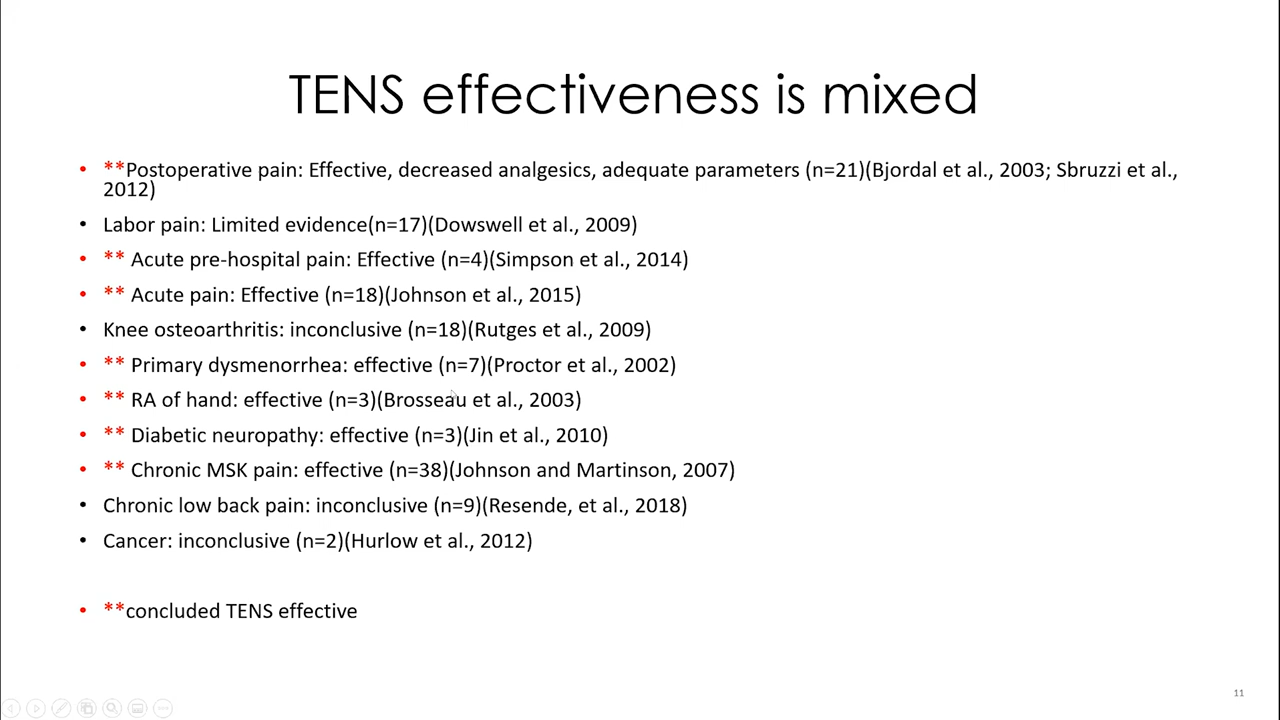 TENS effectiveness is mixed
• **Postoperative pain: Effective, decreased analgesics, adequate parameters (n=21)(Bjordal et al., 2003; Sbruzzi et al.,
2012)
• Labor pain: Limited evidence(n=17)(Dowswell et al., 2009)
• ** Acute pre-hospital pain: Effective (n=4)(Simpson et al., 2014)
• ** Acute pain: Effective (n=18)(Johnson et al., 2015)
• Knee osteoarthritis: inconclusive (n=18)(Rutges et al., 2009)
• ** Primary dysmenorrhea: effective (n=7)(Proctor et al., 2002)
• ** RA of hand: effective (n=3)(Brosseau et al., 2003)
• ** Diabetic neuropathy: effective (n=3)(Jin et al., 2010)
• ** Chronic MSK pain: effective (n=38)(Johnson and Martinson, 2007)
• Chronic low back pain: inconclusive (n=9)(Resende, et al., 2018)
• Cancer: inconclusive (n=2)(Hurlow et al., 2012)
• **concluded TENS effective
11